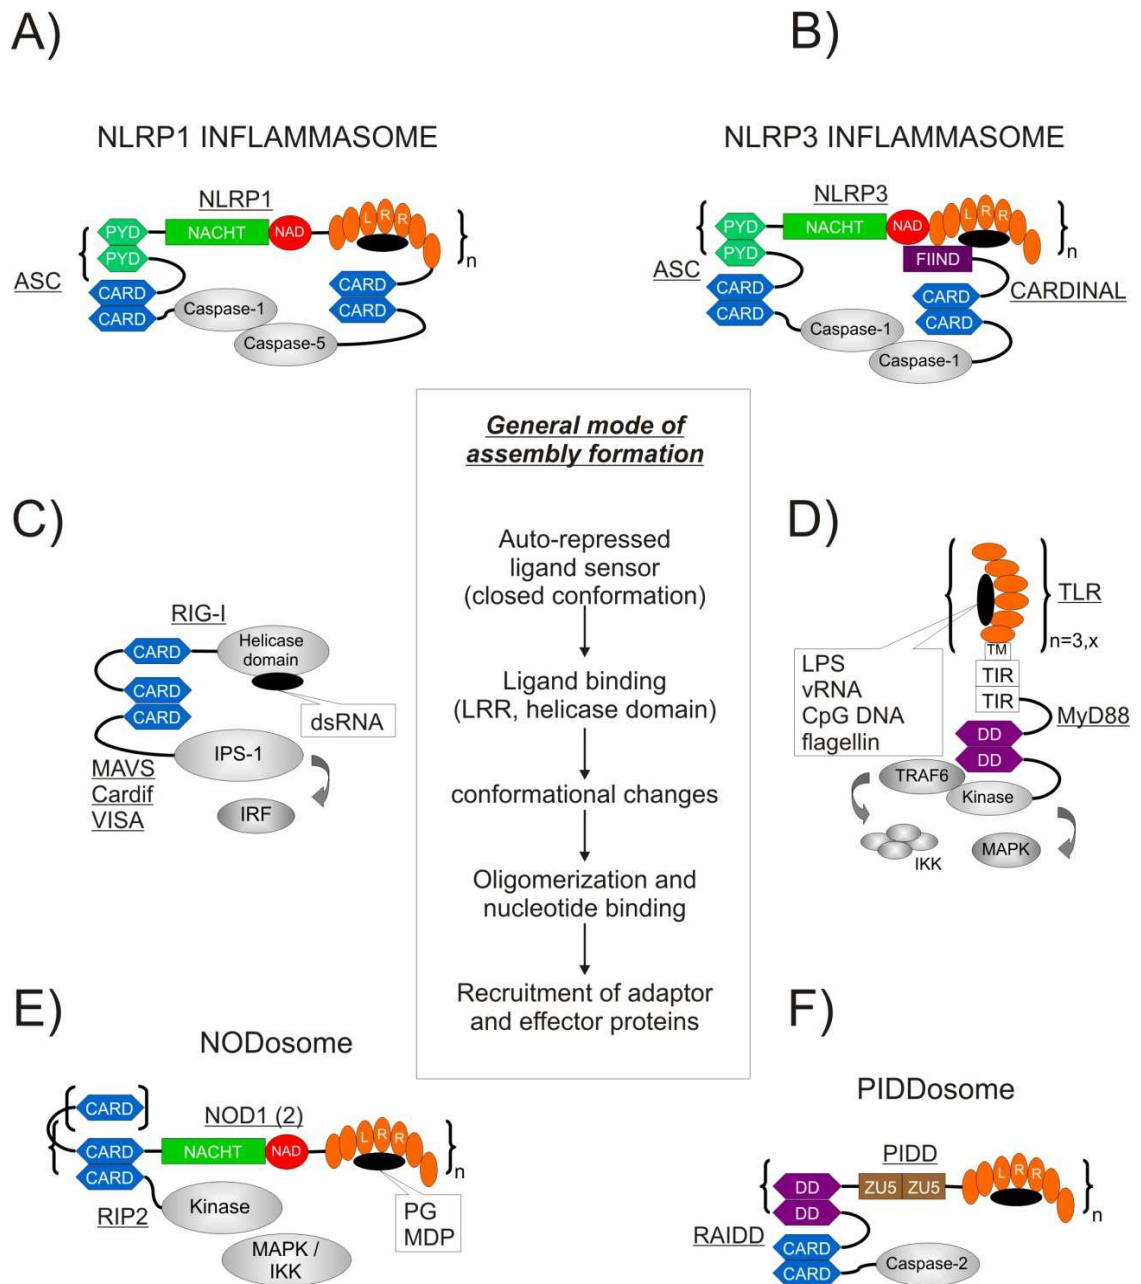 A)
B)
NLRP1 INFLAMMASOME
NLRP3 INFLAMMASOME
NLRP1
PYD
NACHT
NAD
L R R
n
PYD
ASC
CARD
CARD
CARD
CARD
Caspase-1
Caspase-5
NLRP3
PYD
NACHT
NAD
L R R
n
PYD
FIIND
ASC
CARD
CARD
CARD
CARD
CARDINAL
Caspase-1
Caspase-1
General mode of
assembly formation
Auto-repressed
ligand sensor
(closed conformation)
Ligand binding
(LRR, helicase domain)
conformational changes
Oligomerization and
nucleotide binding
Recruitment of adaptor
and effector proteins
C)
RIG-I
CARD
Helicase
domain
CARD
CARD
dsRNA
IPS-1
MAVS
Cardif
VISA
IRF
D)
TLR
n=3,x
TM
TIR
TIR
LPS
vRNA
CpG DNA
flagellin
MyD88
DD
DD
TRAF6
Kinase
IKK
MAPK
E)
NODosome
CARD
NOD1 (2)
CARD
NACHT
NAD
L R R
n
CARD
RIP2
Kinase
PG
MDP
MAPK /
IKK
F)
PIDDosome
PIDD
DD
ZU5 ZU5
L R R
n
DD
RAIDD
CARD
CARD
Caspase-2